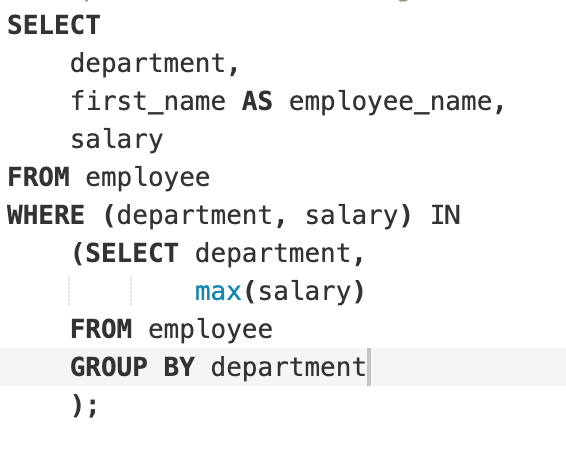 SELECT
    department,
    first_name AS employee_name,
    salary
FROM employee
WHERE (department, salary) IN
    (SELECT department,
            max(salary)
    FROM employee
    GROUP BY department
    );